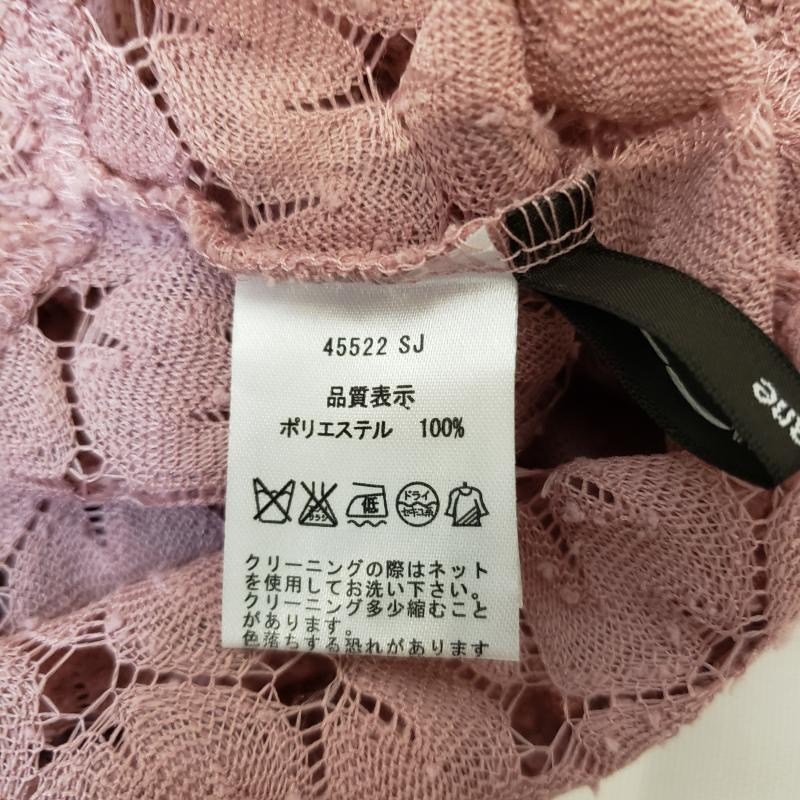 45522 SJ
品質表示
ポリエステル 100%
低
ドライ
セキユ系
クリーニングの際はネット
を使用してお洗い下さい。
クリーニング多少縮むこと
があります。
色落ちする恐れがあります
ane